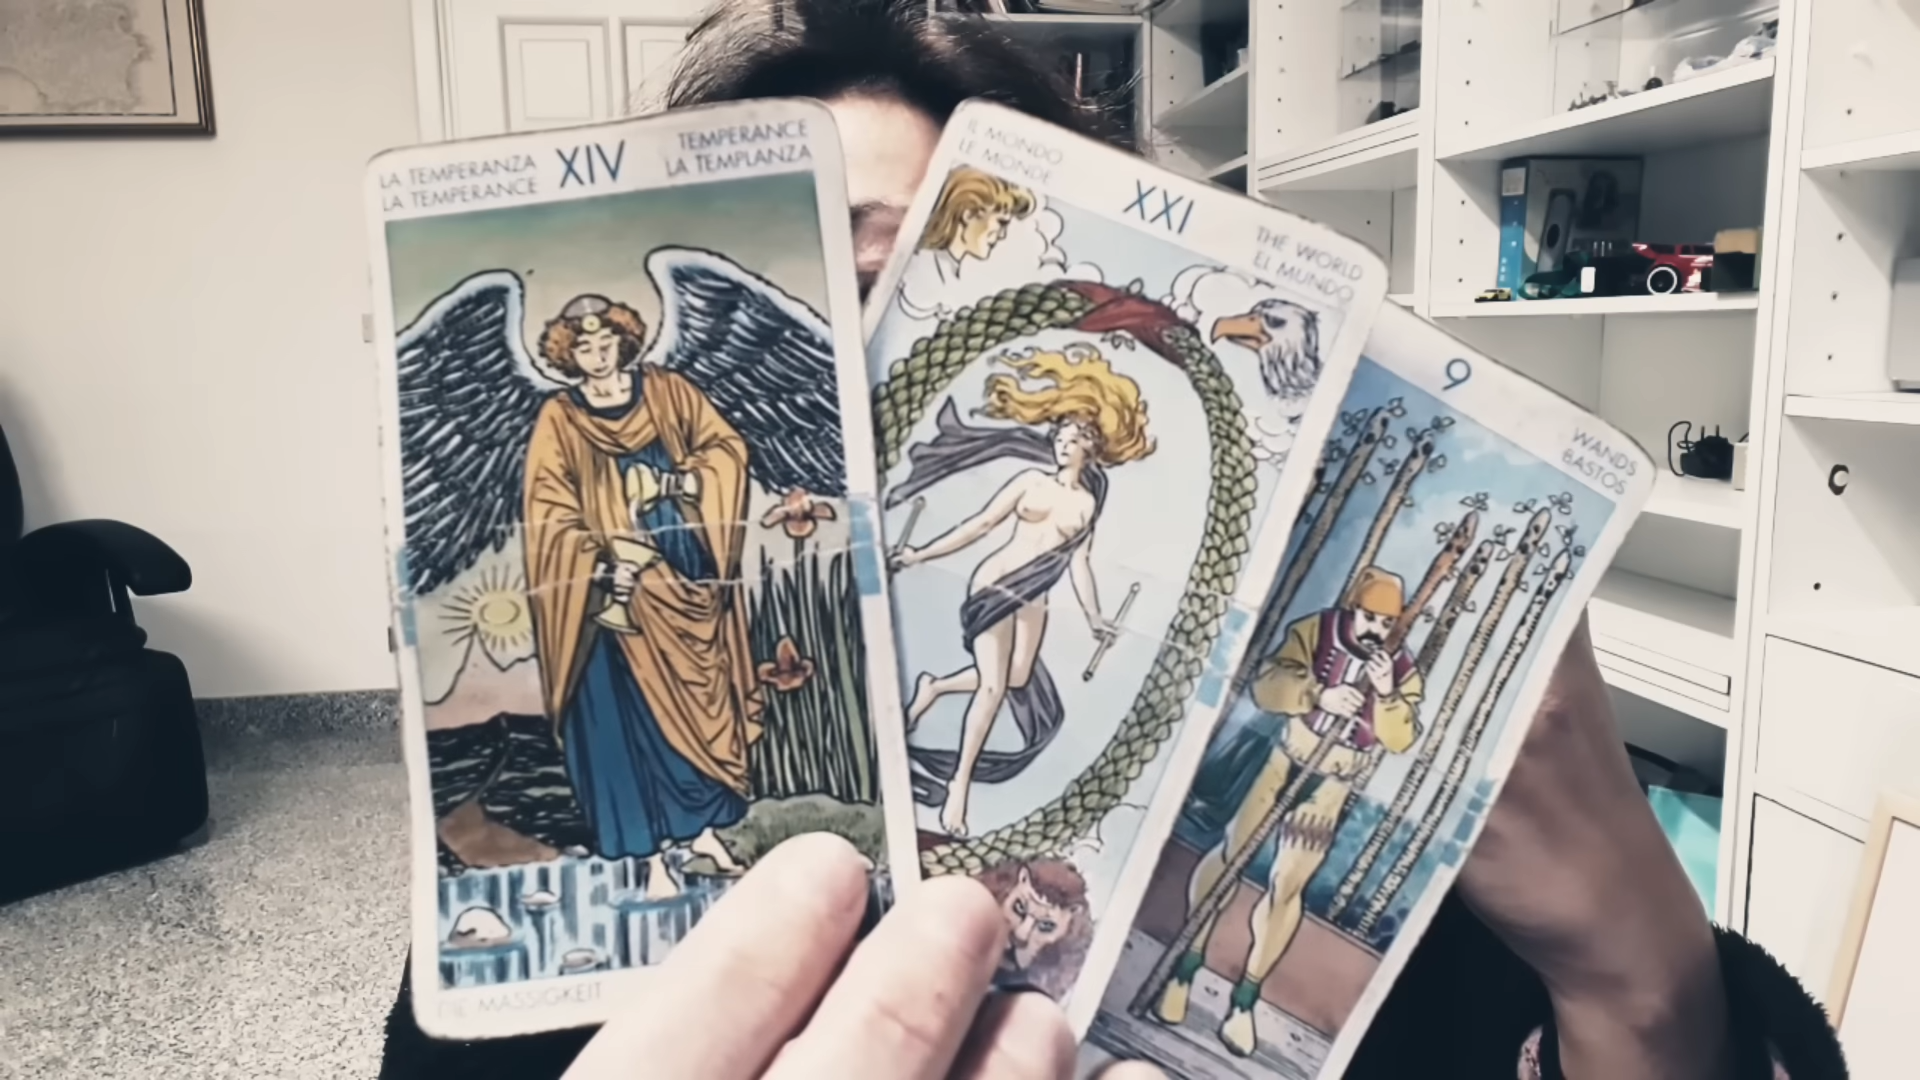 LA TEMPERANZA
LA TEMPERANCE
XIV
TEMPERANCE
LA TEMPLANZA
DIE MASSIGKEIT
IL MONDO
LE MONDE
XXI
THE WORLD
EL MUNDO
9
WANDS
BASTOS